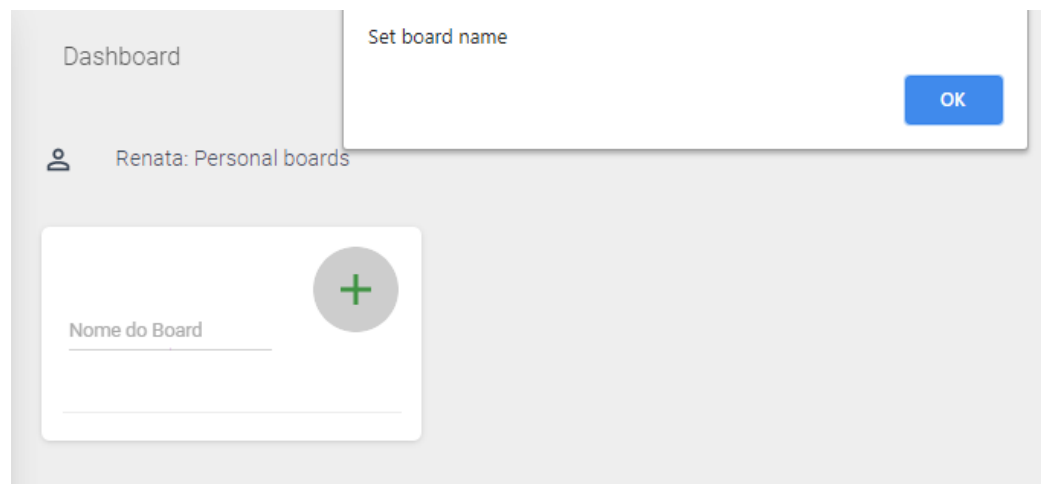 Set board name
Dashboard
OK
Renata: Personal boards
Nome do Board